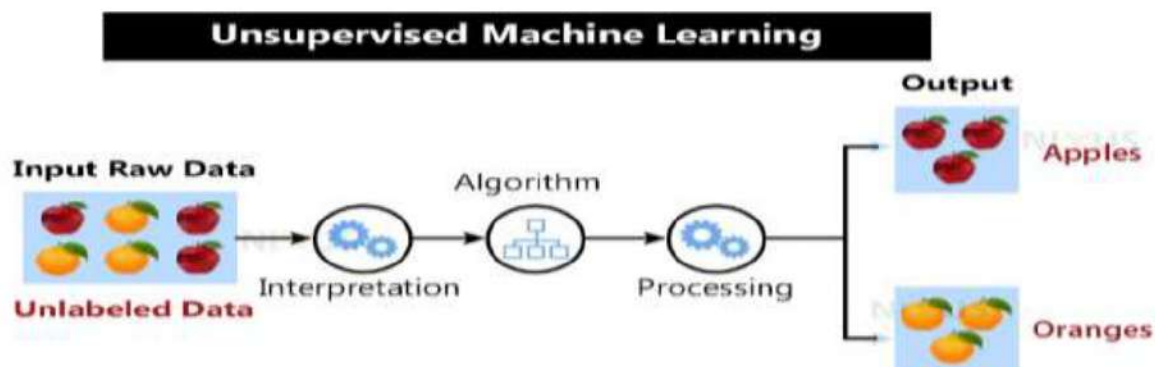 Unsupervised Machine Learning
Output
Apples
Input Raw Data
Algorithm
Interpretation
Processing
Unlabeled Data
Oranges